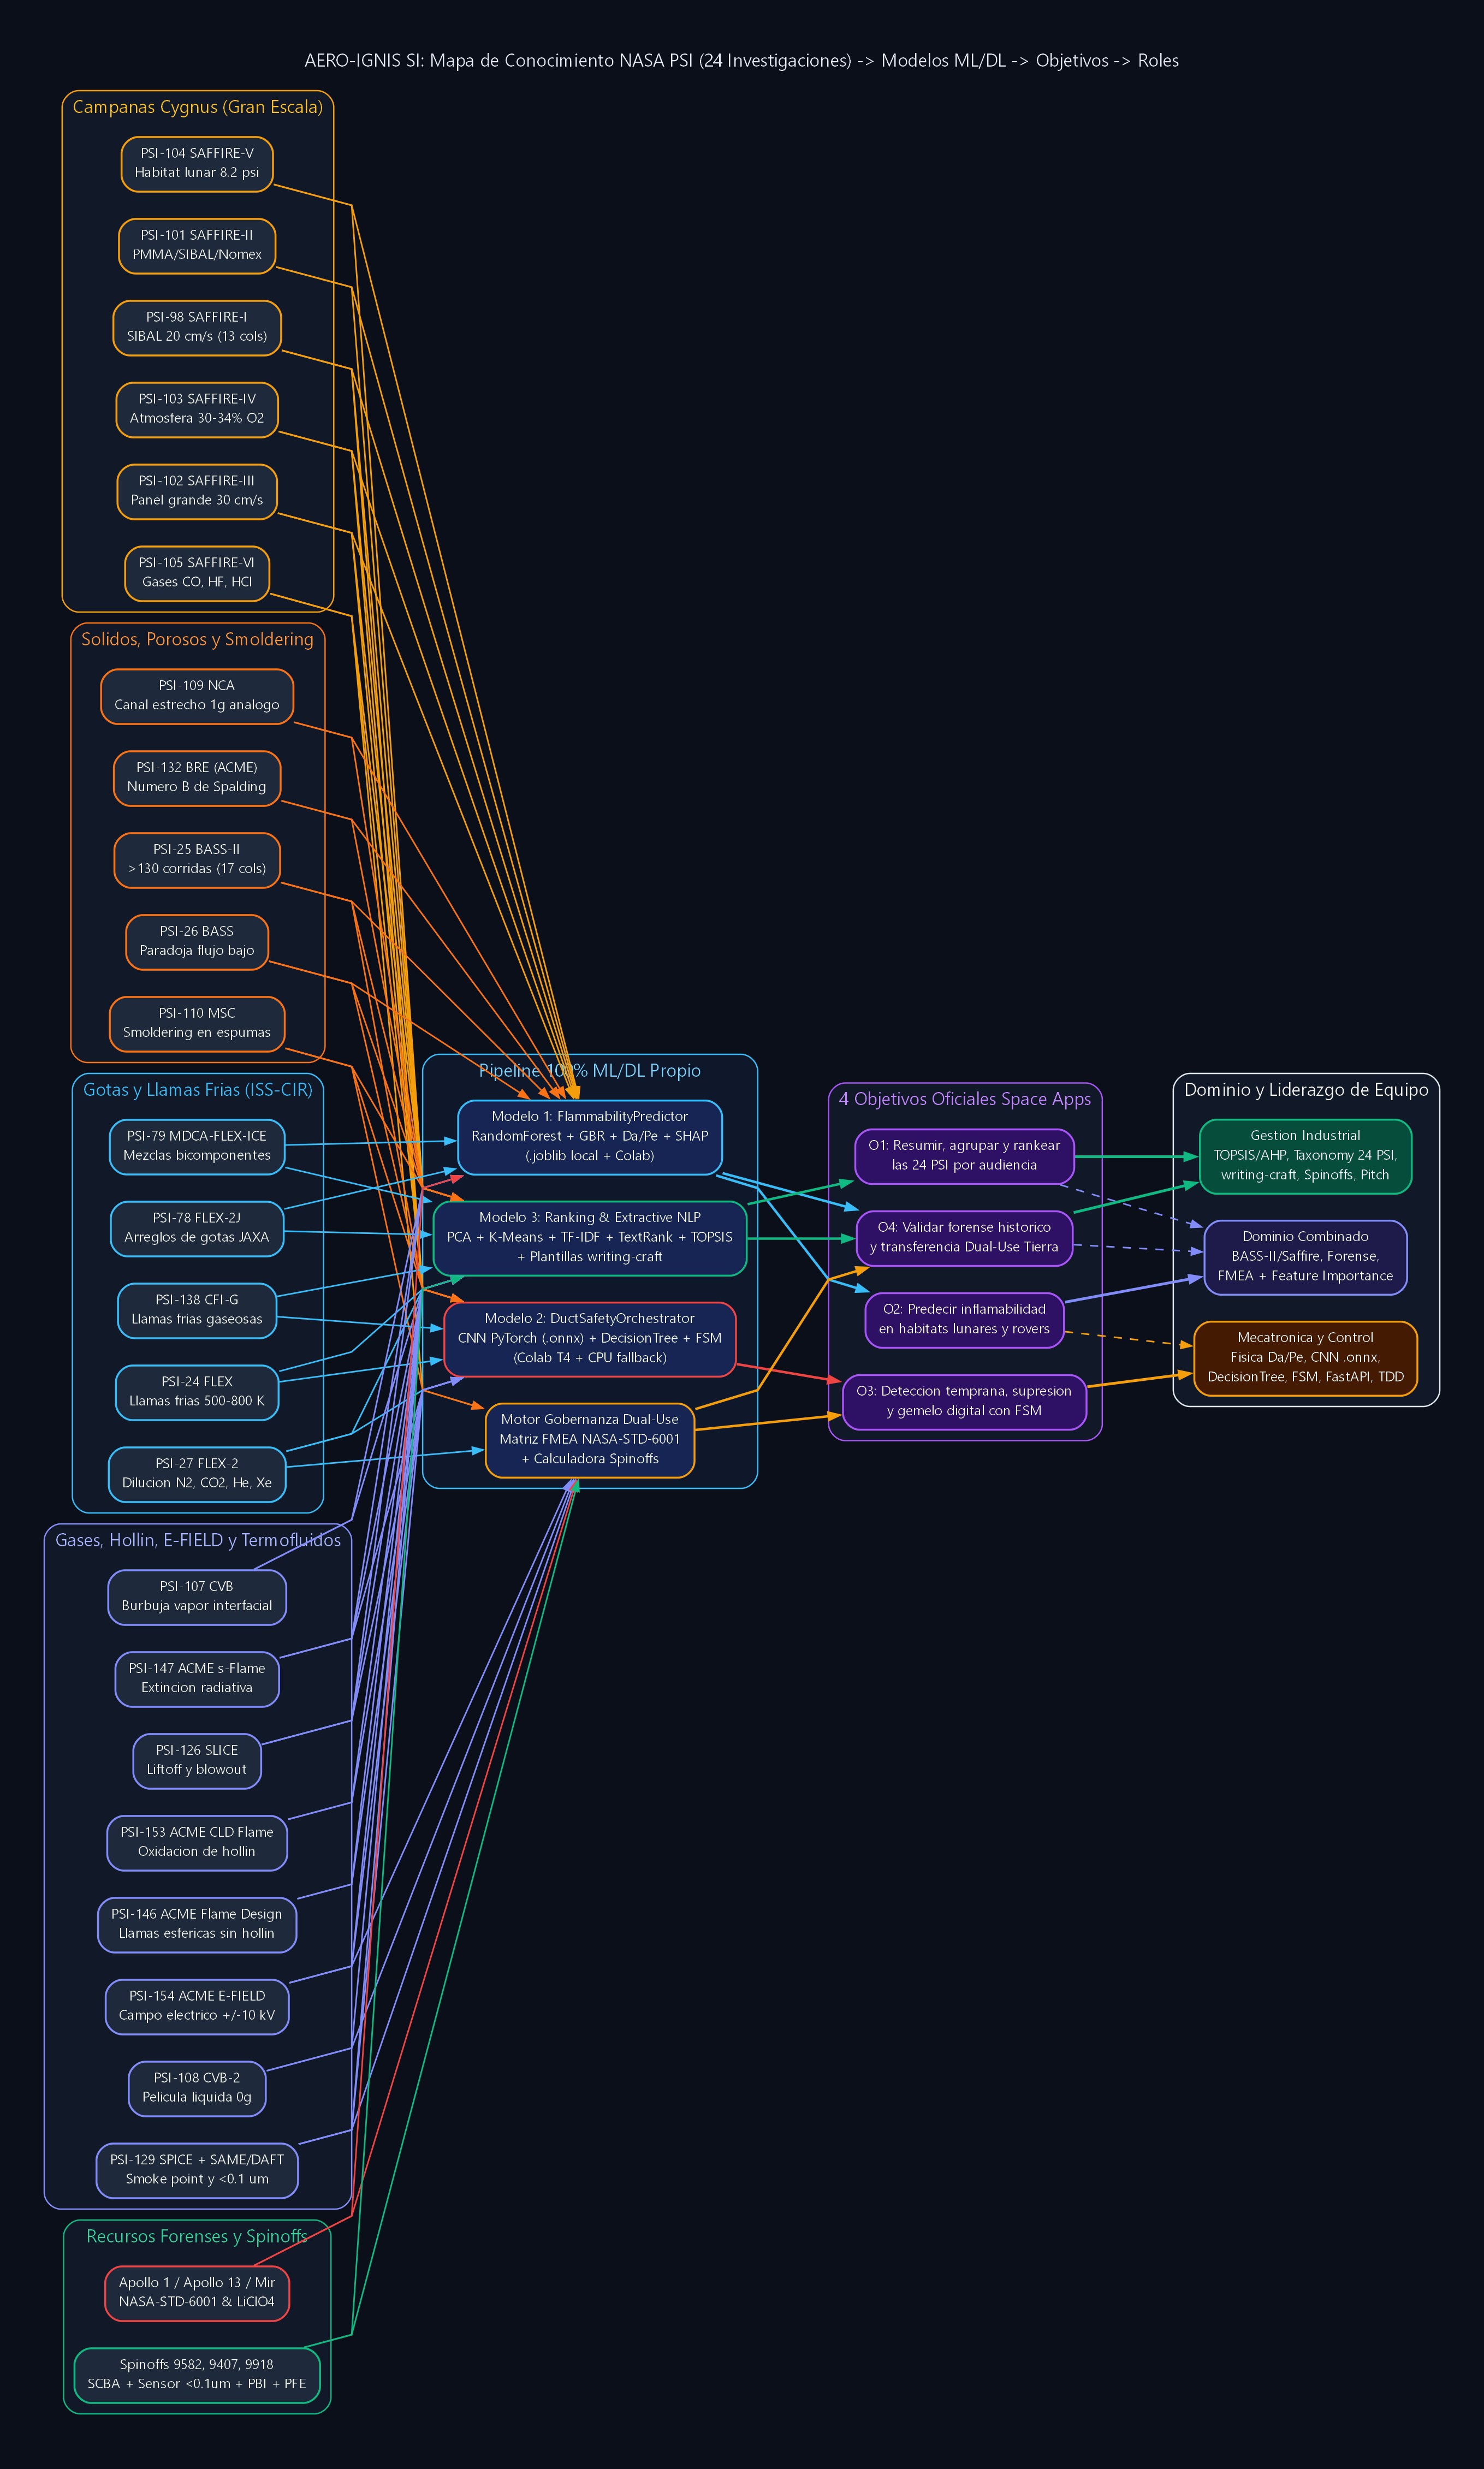 AERO-IGNIS SI: Mapa de Conocimiento NASA PSI (24 Investigaciones) -> Modelos ML/DL -> Objetivos -> Roles
Campanas Cygnus (Gran Escala)
PSI-104 SAFFIRE-V
Habitat lunar 8.2 psi
PSI-101 SAFFIRE-II
PMMA/SIBAL/Nomex
PSI-98 SAFFIRE-I
SIBAL 20 cm/s (13 cols)
PSI-103 SAFFIRE-IV
Atmosfera 30-34% O2
PSI-102 SAFFIRE-III
Panel grande 30 cm/s
PSI-105 SAFFIRE-VI
Gases CO, HF, HCl
Solidos, Porosos y Smoldering
PSI-109 NCA
Canal estrecho 1g analogo
PSI-132 BRE (ACME)
Numero B de Spalding
PSI-25 BASS-II
>130 corridas (17 cols)
PSI-26 BASS
Paradoja flujo bajo
PSI-110 MSC
Smoldering en espumas
Gotas y Llamas Frias (ISS-CIR)
PSI-79 MDCA-FLEX-ICE
Mezclas bicomponentes
PSI-78 FLEX-2J
Arreglos de gotas JAXA
PSI-138 CFI-G
Llamas frias gaseosas
PSI-24 FLEX
Llamas frias 500-800 K
PSI-27 FLEX-2
Dilucion N2, CO2, He, Xe
Gases, Hollin, E-FIELD y Termofluidos
PSI-107 CVB
Burbuja vapor interfacial
PSI-147 ACME s-Flame
Extincion radiativa
PSI-126 SLICE
Liftoff y blowout
PSI-153 ACME CLD Flame
Oxidacion de hollin
PSI-146 ACME Flame Design
Llamas esfericas sin hollin
PSI-154 ACME E-FIELD
Campo electrico +/-10 kV
PSI-108 CVB-2
Pelicula liquida 0g
PSI-129 SPICE + SAME/DAFT
Smoke point y <0.1 um
Recursos Forenses y Spinoffs
Apollo 1 / Apollo 13 / Mir
NASA-STD-6001 & LiClO4
Spinoffs 9582, 9407, 9918
SCBA + Sensor <0.1um + PBI + PFE
Pipeline 100% ML/DL Propio
Modelo 1: FlammabilityPredictor
RandomForest + GBR + Da/Pe + SHAP
(.joblib local + Colab)
Modelo 3: Ranking & Extractive NLP
PCA + K-Means + TF-IDF + TextRank + TOPSIS
+ Plantillas writing-craft
Modelo 2: DuctSafetyOrchestrator
CNN PyTorch (.onnx) + DecisionTree + FSM
(Colab T4 + CPU fallback)
Motor Gobernanza Dual-Use
Matriz FMEA NASA-STD-6001
+ Calculadora Spinoffs
4 Objetivos Oficiales Space Apps
O1: Resumir, agrupar y rankear
las 24 PSI por audiencia
O4: Validar forense historico
y transferencia Dual-Use Tierra
O2: Predecir inflamabilidad
en habitats lunares y rovers
O3: Deteccion temprana, supresion
y gemelo digital con FSM
Dominio y Liderazgo de Equipo
Gestion Industrial
TOPSIS/AHP, Taxonomy 24 PSI,
writing-craft, Spinoffs, Pitch
Dominio Combinado
BASS-II/Saffire, Forense,
FMEA + Feature Importance
Mecatronica y Control
Fisica Da/Pe, CNN .onnx,
DecisionTree, FSM, FastAPI, TDD